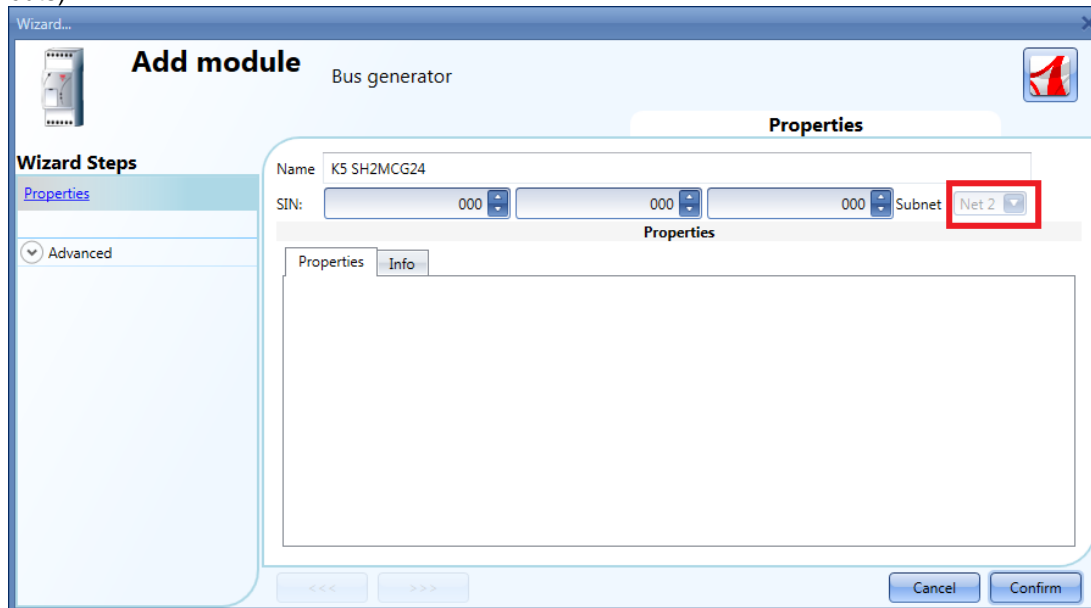 Wizard...
Add module
Bus generator
Properties
Wizard Steps
Properties
Advanced
Name K5 SH2MCG24
SIN: 000 000 000 Subnet Net 2
Properties
Properties Info
<<< >>> Cancel Confirm